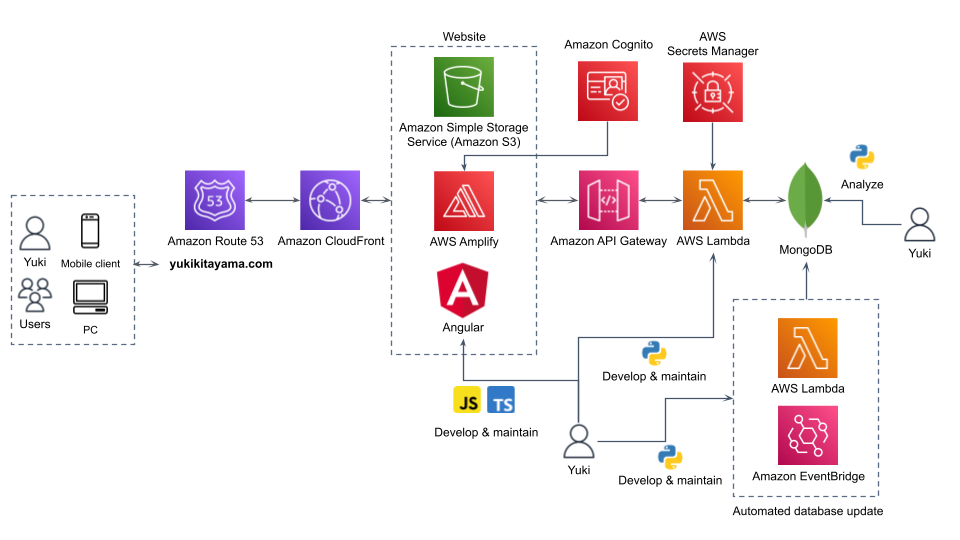 Website
Amazon Cognito
AWS
Secrets Manager
Amazon Simple Storage
Service (Amazon S3)
Analyze
53
Amazon Route 53
Amazon CloudFront
AWS Amplify
Amazon API Gateway
AWS Lambda
MongoDB
Yuki
Yuki
Mobile client
yukikitayama.com
Users
PC
A
Angular
Develop & maintain
AWS Lambda
JS
TS
Develop & maintain
Yuki
Develop & maintain
Amazon EventBridge
Automated database update